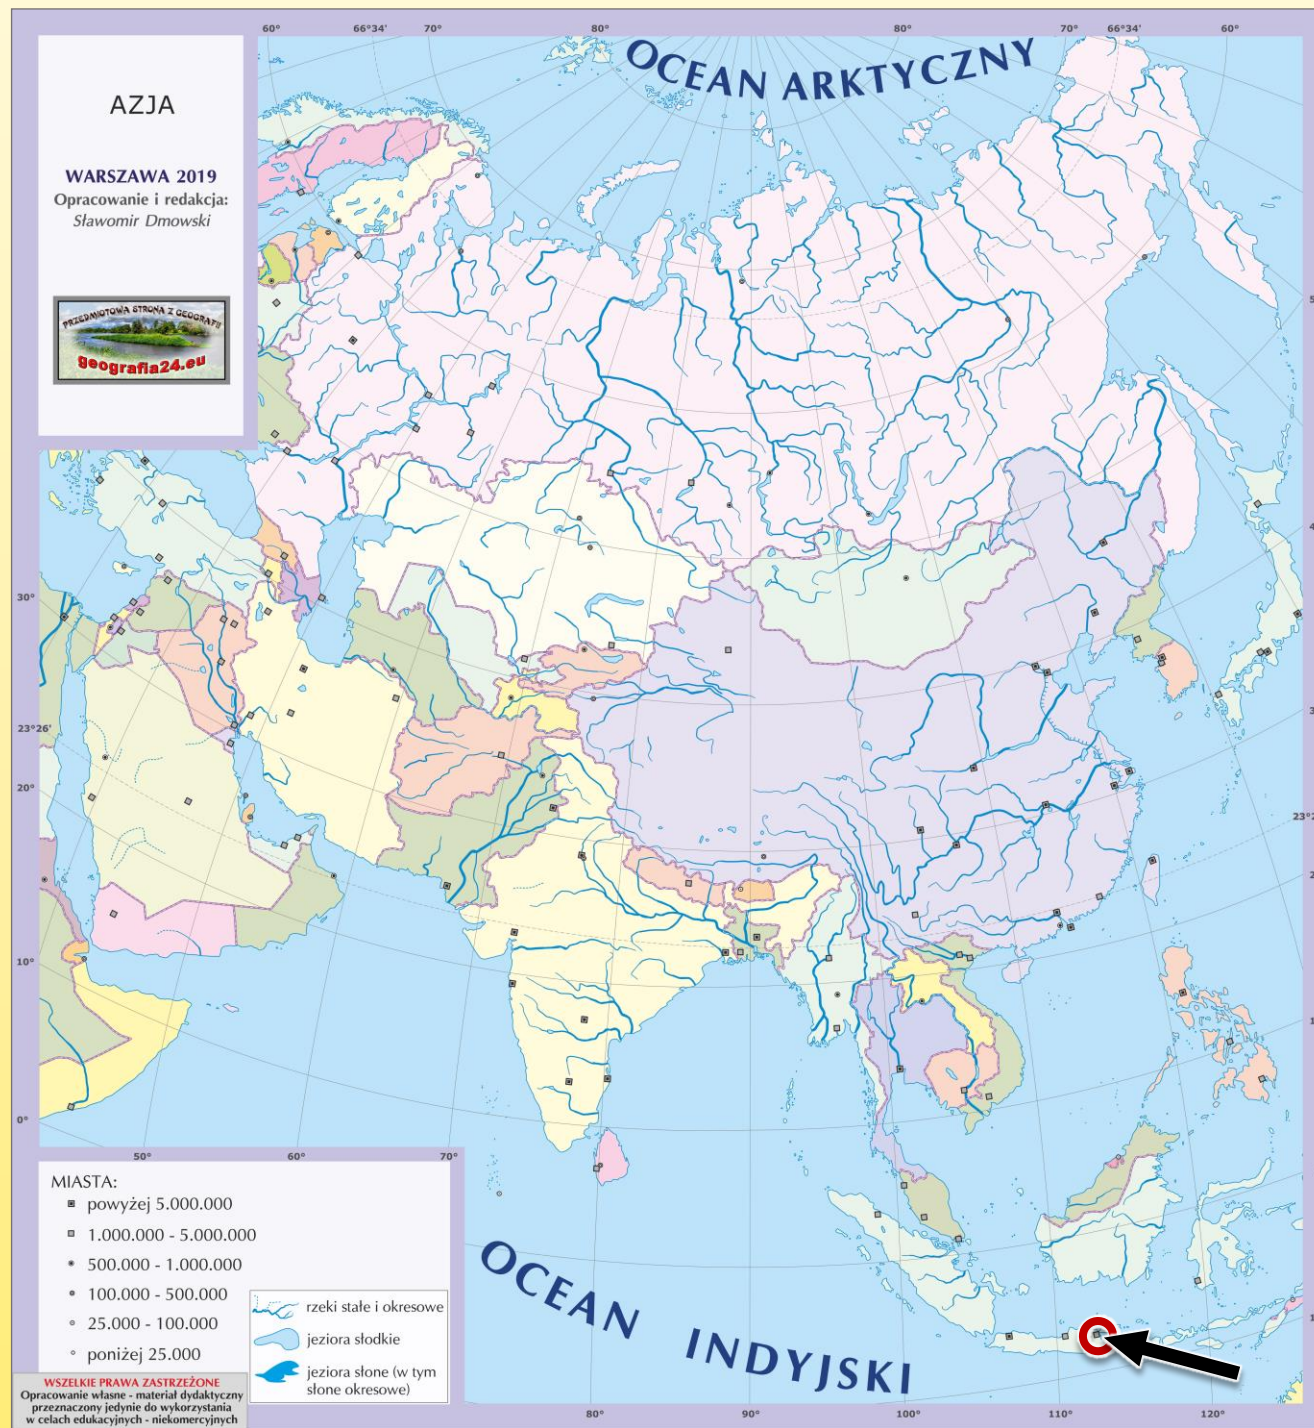 60° 66°34' 70° 80° 80° 70° 66°34' 60°
OCEAN ARKTYCZNY
AZJA
WARSZAWA 2019
Opracowanie i redakcja:
Sławomir Dmowski
PRZEDMIOTOWA STRONA Z GEOGRAFII
geografia24.eu
30°
23°26'
20°
10°
0°
50° 60° 70°
MIASTA:
powyżej 5.000.000
1.000.000 - 5.000.000
500.000 - 1.000.000
100.000 - 500.000
25.000 - 100.000
poniżej 25.000
rzeki stałe i okresowe
jeziora słodkie
jeziora słone (w tym
słone okresowe)
OCEAN INDYJSKI
WSZELKIE PRAWA ZASTRZEŻONE
Opracowanie własne - materiał dydaktyczny
przeznaczony jedynie do wykorzystania
w celach edukacyjnych - niekomercyjnych
80° 90° 100° 110° 120°